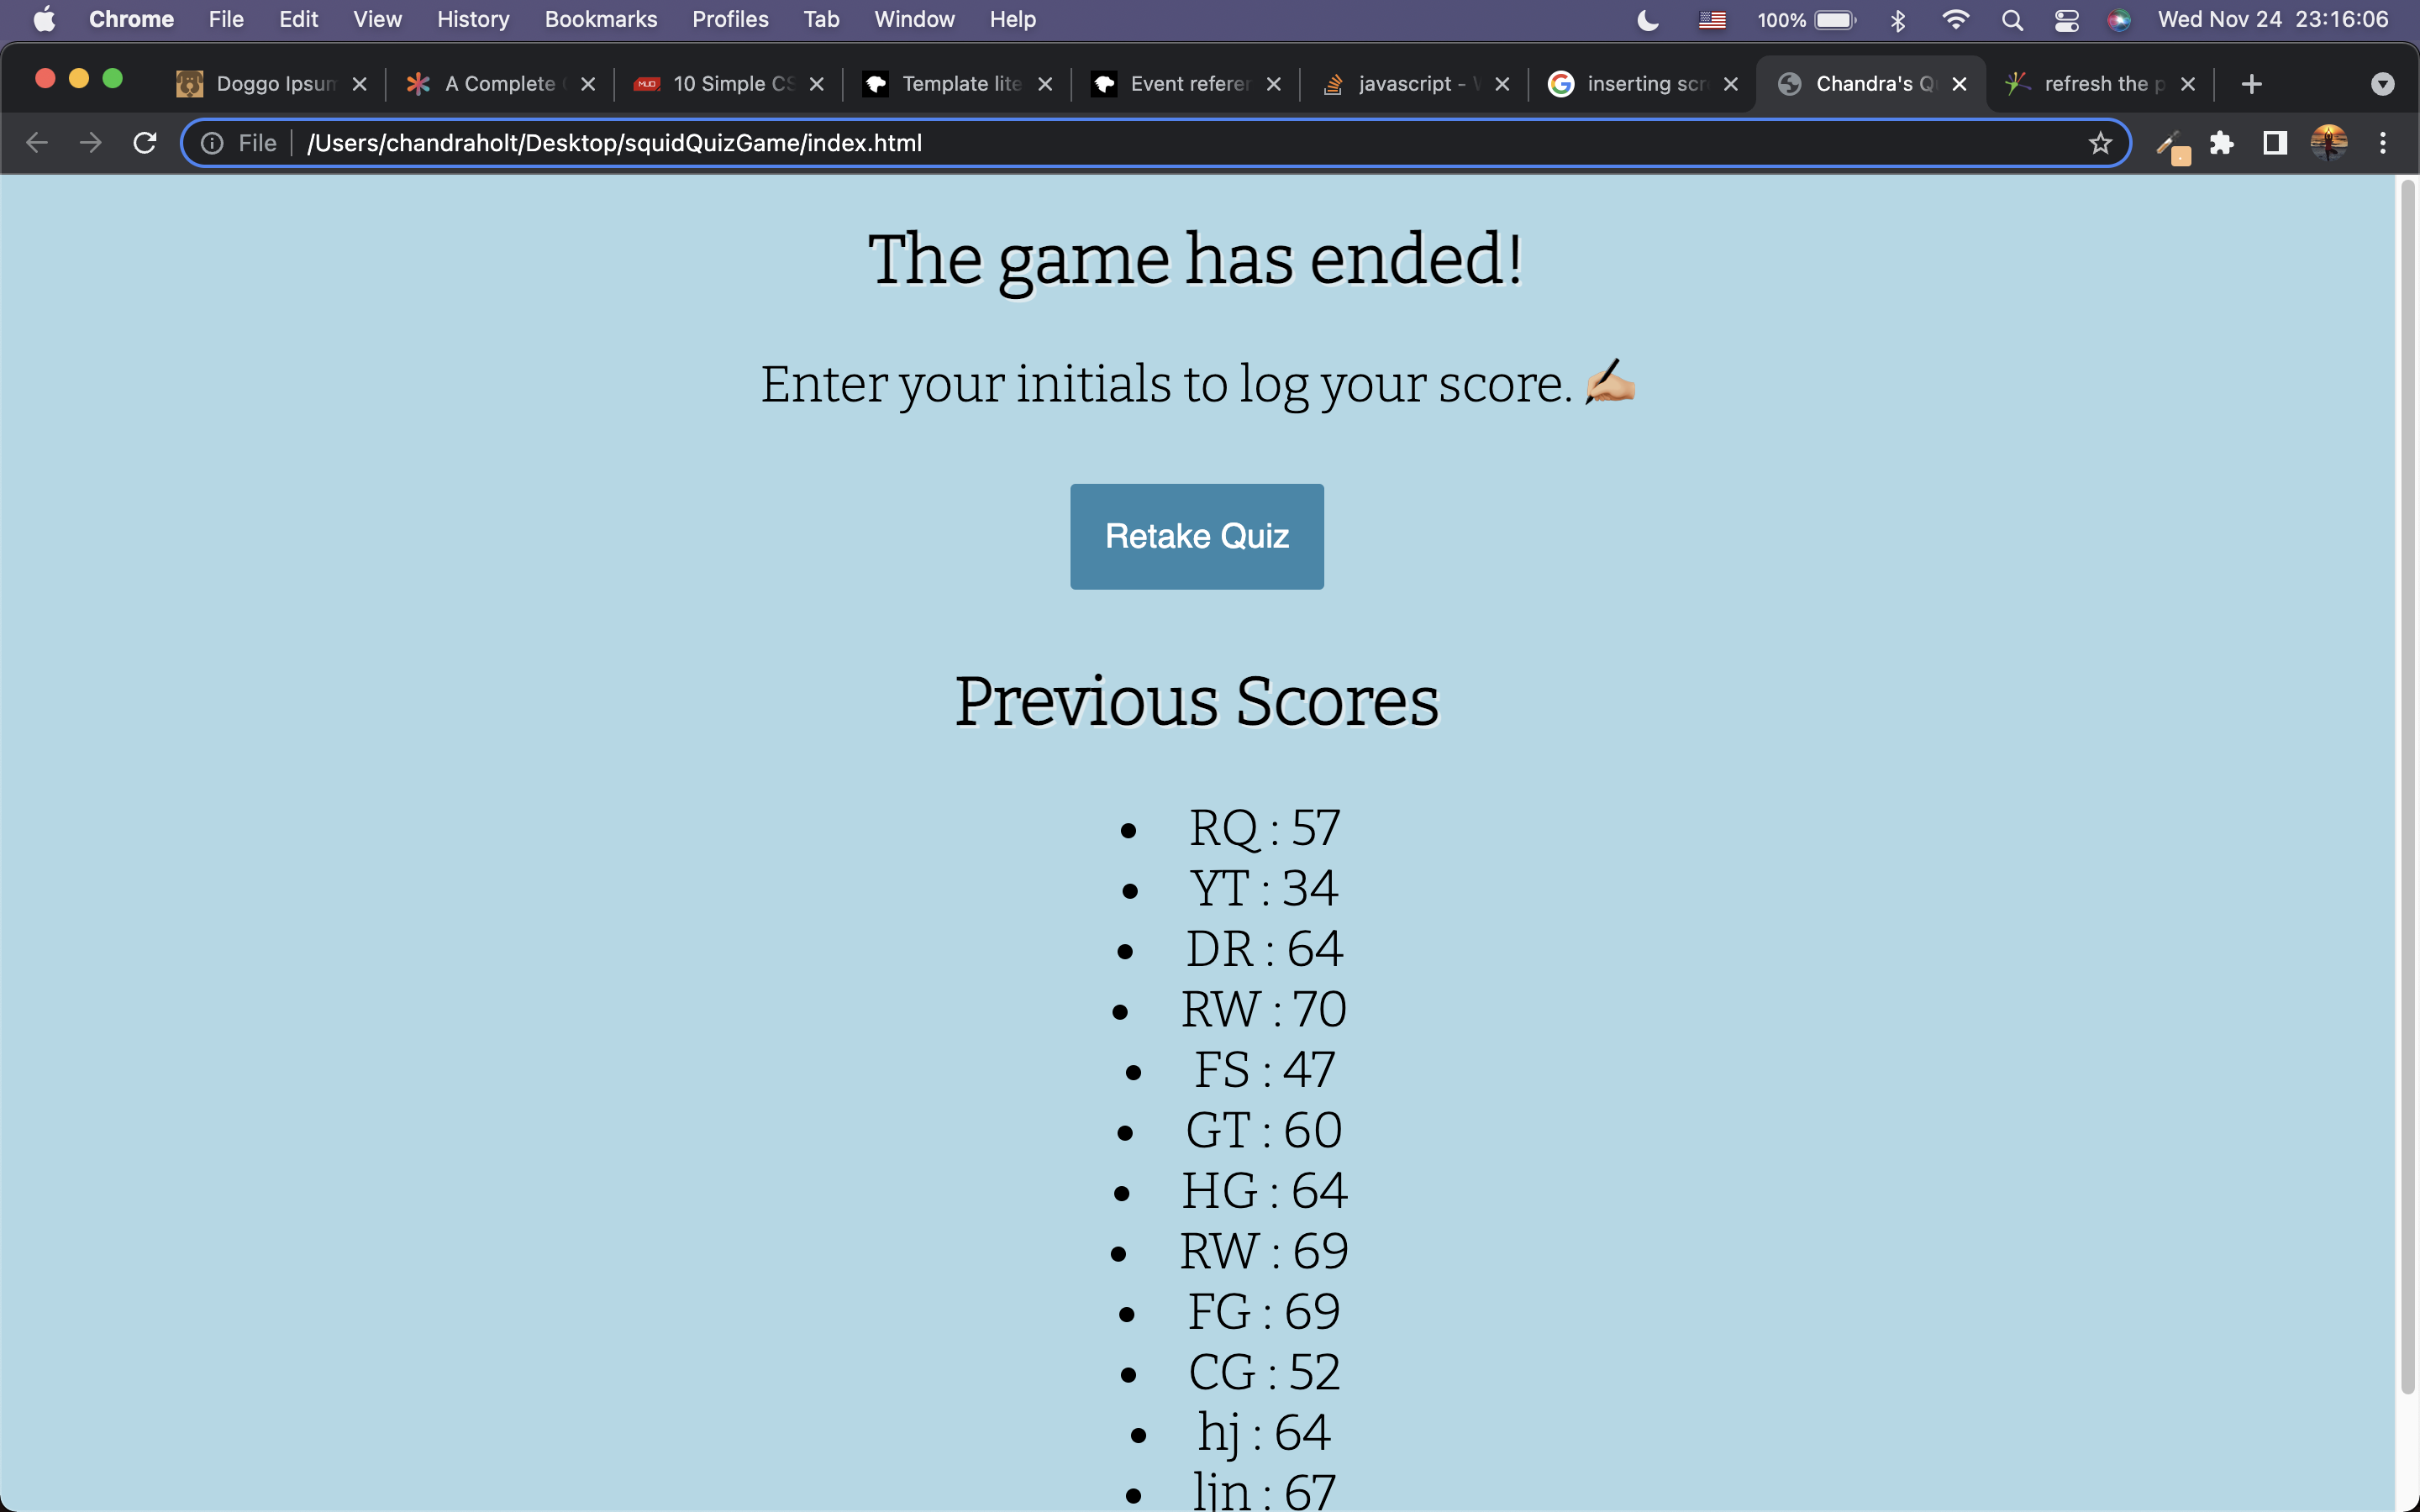 Chrome File Edit View History Bookmarks Profiles Tab Window Help 100% Wed Nov 24 23:16:06
Doggo Ipsum A Complete 10 Simple CS Template lite Event refere javascript - inserting scr Chandra's Q refresh the p
File /Users/chandraholt/Desktop/squidQuizGame/index.html
The game has ended!
Enter your initials to log your score. ✍🏼
Retake Quiz
Previous Scores
• RQ : 57
• YT : 34
• DR : 64
• RW : 70
• FS : 47
• GT : 60
• HG : 64
• RW : 69
• FG : 69
• CG : 52
• hj : 64
• ljn : 67